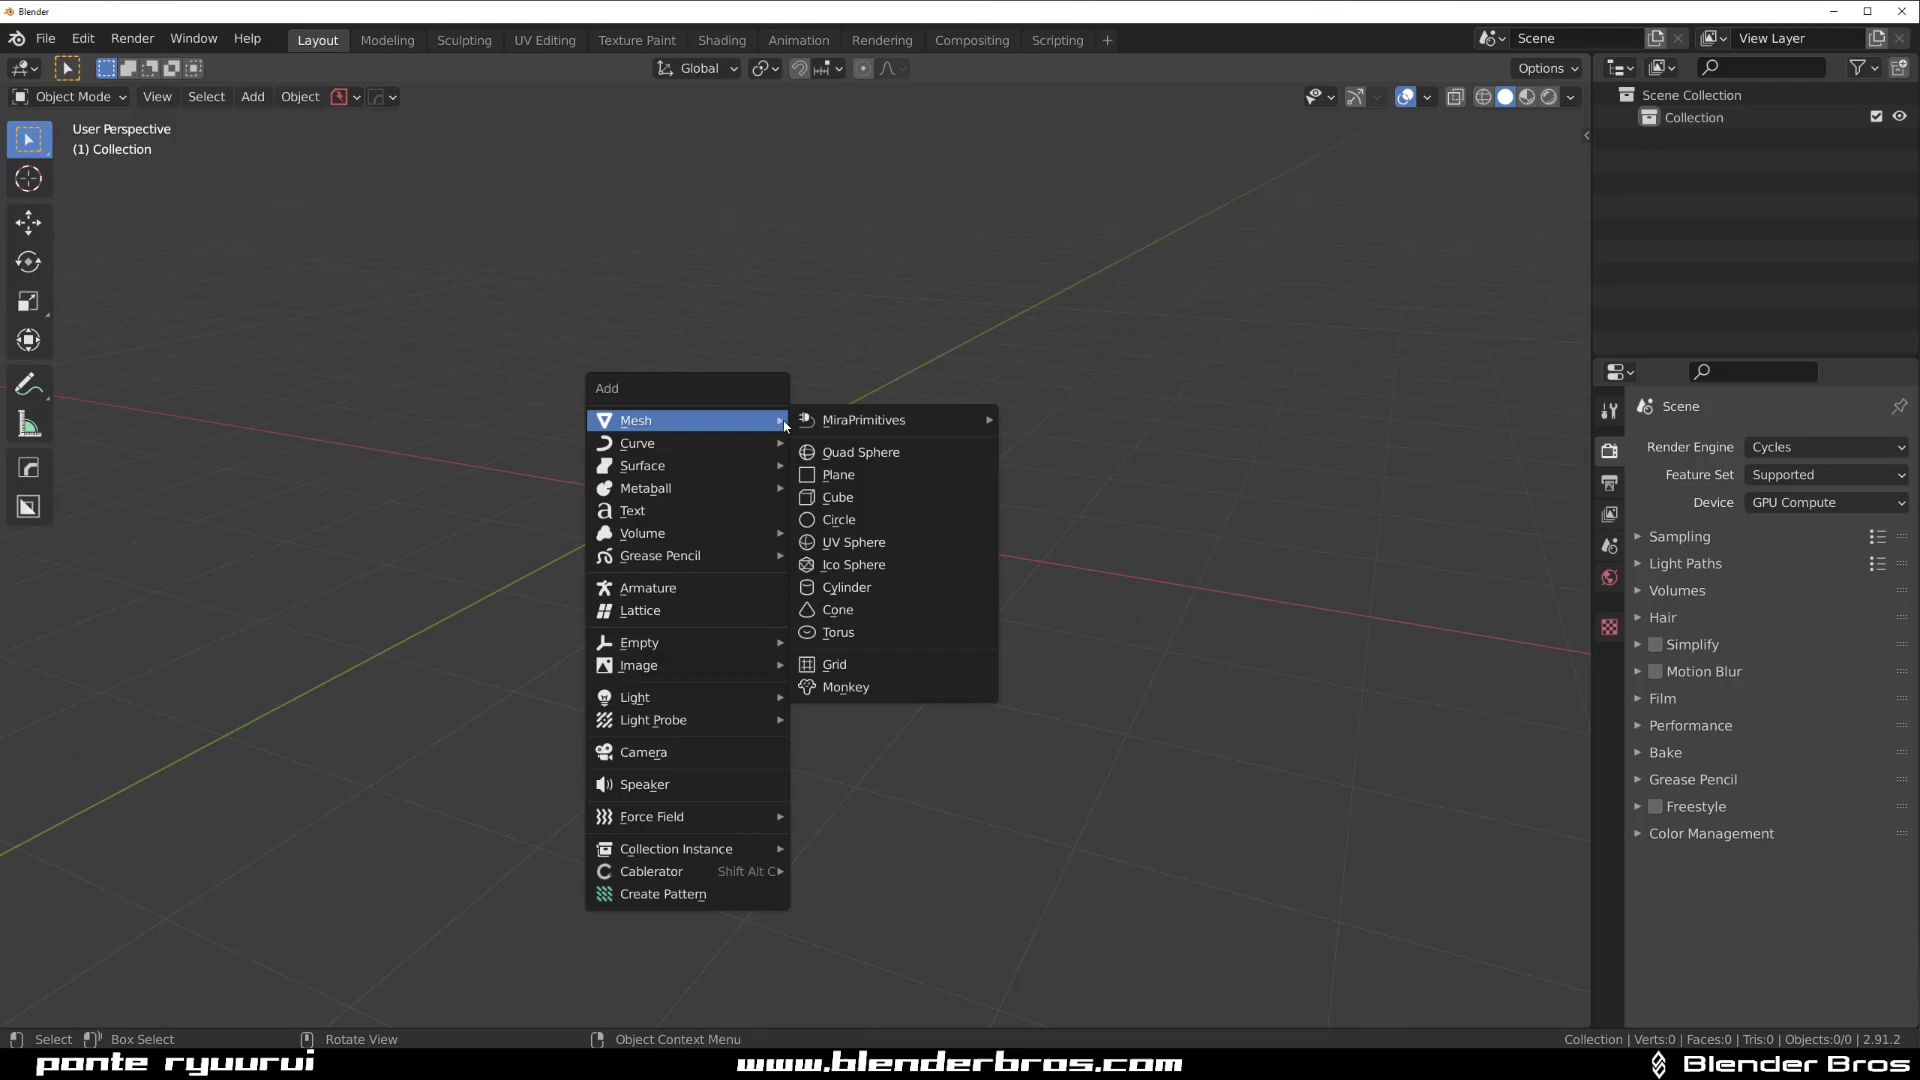 Blender
File Edit Render Window Help Layout Modeling Sculpting UV Editing Texture Paint Shading Animation Rendering Compositing Scripting + Scene View Layer
Global Options
Object Mode View Select Add Object
User Perspective
(1) Collection
Scene Collection
Collection
Add
Mesh
Curve
Surface
Metaball
Text
Volume
Grease Pencil
Armature
Lattice
Empty
Image
Light
Light Probe
Camera
Speaker
Force Field
Collection Instance
Cablerator Shift Alt C
Create Pattern
MiraPrimitives
Quad Sphere
Plane
Cube
Circle
UV Sphere
Ico Sphere
Cylinder
Cone
Torus
Grid
Monkey
Scene
Render Engine Cycles
Feature Set Supported
Device GPU Compute
Sampling
Light Paths
Volumes
Hair
Simplify
Motion Blur
Film
Performance
Bake
Grease Pencil
Freestyle
Color Management
Select Box Select Rotate View Object Context Menu Collection | Verts:0 | Faces:0 | Tris:0 | Objects:0/0 | 2.91.2
ponte ryuurui www.blenderbros.com Blender Bros